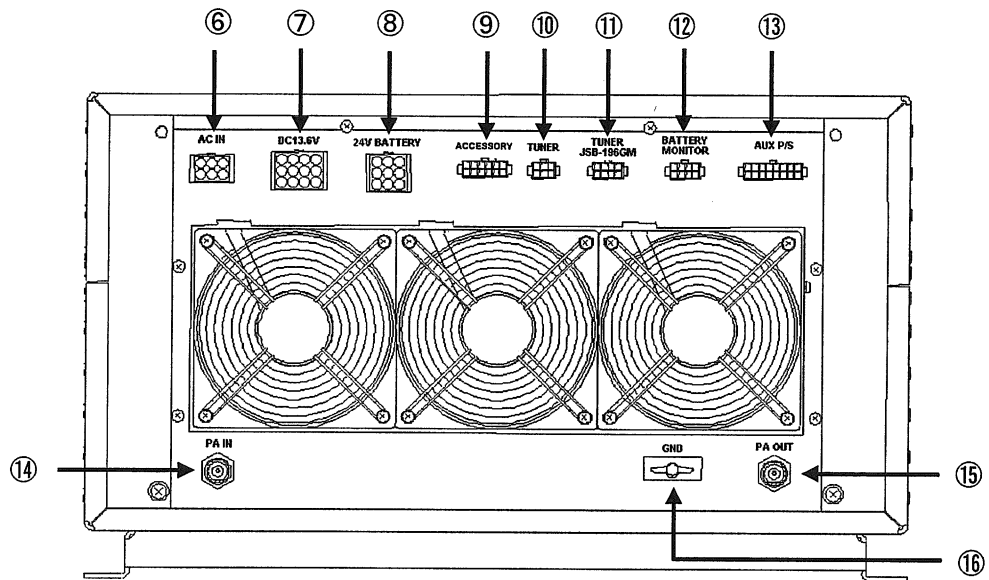 ⑥ ⑦ ⑧ ⑨ ⑩ ⑪ ⑫ ⑬
AC IN
DC13.6V
24V BATTERY
ACCESSORY
TUNER
TUNER
JSB-196GM
BATTERY
MONITOR
AUX P/S
PA IN
GND
PA OUT
⑭
⑮
⑯